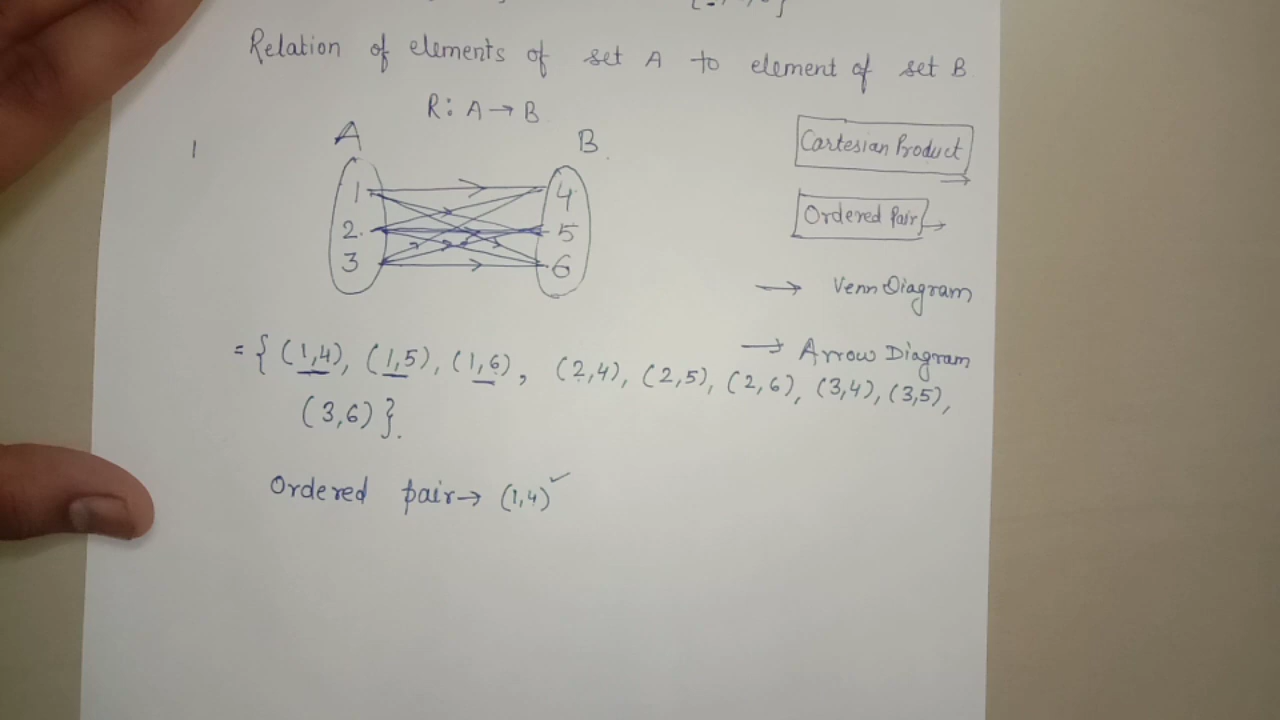 Relation of elements of set A to element of set B
R: A → B
A B
1 4
2 5
3 6
Cartesian Product
→
Ordered Pair →
→ Venn Diagram
→ Arrow Diagram
= { (1,4), (1,5), (1,6), (2,4), (2,5), (2,6), (3,4), (3,5),
(3,6) }.
Ordered pair → (1,4) ✓